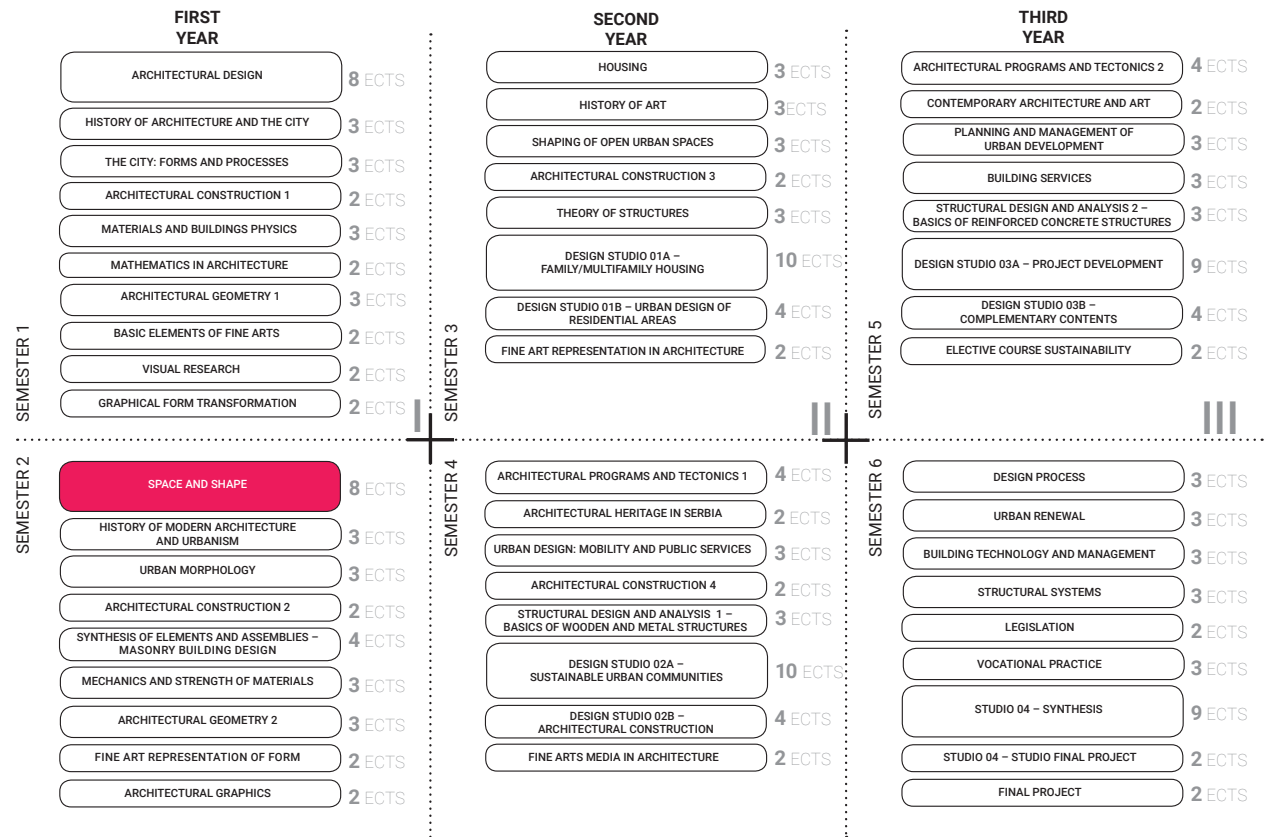 FIRST
YEAR
SEMESTER 1
ARCHITECTURAL DESIGN
8 ECTS
HISTORY OF ARCHITECTURE AND THE CITY
3 ECTS
THE CITY: FORMS AND PROCESSES
3 ECTS
ARCHITECTURAL CONSTRUCTION 1
2 ECTS
MATERIALS AND BUILDINGS PHYSICS
3 ECTS
MATHEMATICS IN ARCHITECTURE
2 ECTS
ARCHITECTURAL GEOMETRY 1
3 ECTS
BASIC ELEMENTS OF FINE ARTS
2 ECTS
VISUAL RESEARCH
2 ECTS
GRAPHICAL FORM TRANSFORMATION
2 ECTS
I
SEMESTER 2
SPACE AND SHAPE
8 ECTS
HISTORY OF MODERN ARCHITECTURE
AND URBANISM
3 ECTS
URBAN MORPHOLOGY
3 ECTS
ARCHITECTURAL CONSTRUCTION 2
2 ECTS
SYNTHESIS OF ELEMENTS AND ASSEMBLIES –
MASONRY BUILDING DESIGN
4 ECTS
MECHANICS AND STRENGTH OF MATERIALS
3 ECTS
ARCHITECTURAL GEOMETRY 2
3 ECTS
FINE ART REPRESENTATION OF FORM
2 ECTS
ARCHITECTURAL GRAPHICS
2 ECTS
SECOND
YEAR
SEMESTER 3
HOUSING
3 ECTS
HISTORY OF ART
3ECTS
SHAPING OF OPEN URBAN SPACES
3 ECTS
ARCHITECTURAL CONSTRUCTION 3
2 ECTS
THEORY OF STRUCTURES
3 ECTS
DESIGN STUDIO 01A –
FAMILY/MULTIFAMILY HOUSING
10 ECTS
DESIGN STUDIO 01B – URBAN DESIGN OF
RESIDENTIAL AREAS
4 ECTS
FINE ART REPRESENTATION IN ARCHITECTURE
2 ECTS
II
SEMESTER 4
ARCHITECTURAL PROGRAMS AND TECTONICS 1
4 ECTS
ARCHITECTURAL HERITAGE IN SERBIA
2 ECTS
URBAN DESIGN: MOBILITY AND PUBLIC SERVICES
3 ECTS
ARCHITECTURAL CONSTRUCTION 4
2 ECTS
STRUCTURAL DESIGN AND ANALYSIS 1 –
BASICS OF WOODEN AND METAL STRUCTURES
3 ECTS
DESIGN STUDIO 02A –
SUSTAINABLE URBAN COMMUNITIES
10 ECTS
DESIGN STUDIO 02B –
ARCHITECTURAL CONSTRUCTION
4 ECTS
FINE ARTS MEDIA IN ARCHITECTURE
2 ECTS
THIRD
YEAR
SEMESTER 5
ARCHITECTURAL PROGRAMS AND TECTONICS 2
4 ECTS
CONTEMPORARY ARCHITECTURE AND ART
2 ECTS
PLANNING AND MANAGEMENT OF
URBAN DEVELOPMENT
3 ECTS
BUILDING SERVICES
3 ECTS
STRUCTURAL DESIGN AND ANALYSIS 2 –
BASICS OF REINFORCED CONCRETE STRUCTURES
3 ECTS
DESIGN STUDIO 03A – PROJECT DEVELOPMENT
9 ECTS
DESIGN STUDIO 03B –
COMPLEMENTARY CONTENTS
4 ECTS
ELECTIVE COURSE SUSTAINABILITY
2 ECTS
III
SEMESTER 6
DESIGN PROCESS
3 ECTS
URBAN RENEWAL
3 ECTS
BUILDING TECHNOLOGY AND MANAGEMENT
3 ECTS
STRUCTURAL SYSTEMS
3 ECTS
LEGISLATION
2 ECTS
VOCATIONAL PRACTICE
3 ECTS
STUDIO 04 – SYNTHESIS
9 ECTS
STUDIO 04 – STUDIO FINAL PROJECT
2 ECTS
FINAL PROJECT
2 ECTS